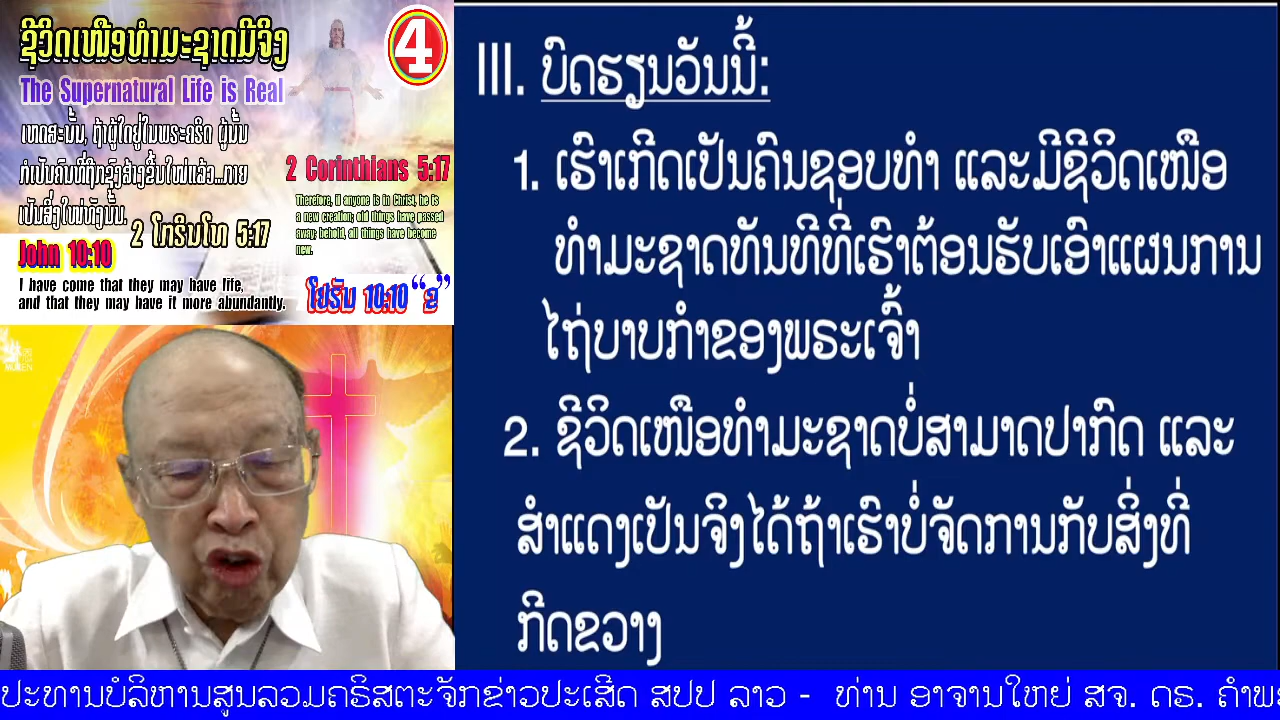 ຊີວິດເໜືອທຳມະຊາດມີຈິງ
4
The Supernatural Life is Real
ເຫດສະນັ້ນ, ຖ້າຜູ້ໃດຢູ່ໃນພຣະຄຣິດ ຜູ້ນັ້ນ
ກໍເປັນຄົນທີ່ຖືກຊົງສ້າງຂຶ້ນໃໝ່ແລ້ວ...ກາຍ
ເປັນສິ່ງໃໝ່ທັງນັ້ນ.
2 ໂກຣິນໂທ 5:17
2 Corinthians 5:17
Therefore, if anyone is in Christ, he is
a new creation; old things have passed
away; behold, all things have become
new.
John 10:10
I have come that they may have life,
and that they may have it more abundantly.
ໂປຣັນ 10:10 “ຂ”
III. ບົດຮຽນວັນນີ້:
1. ເຮົາເກີດເປັນຄົນຊອບທຳ ແລະມີຊີວິດເໜືອ
ທຳມະຊາດທັນທີທີ່ເຮົາຕ້ອນຮັບເອົາແຜນການ
ໄຖ່ບາບກຳຂອງພຣະເຈົ້າ
2. ຊີວິດເໜືອທຳມະຊາດບໍ່ສາມາດປາກົດ ແລະ
ສຳແດງເປັນຈິງໄດ້ຖ້າເຮົາບໍ່ຈັດການກັບສິ່ງທີ່
ກີດຂວາງ
ປະທານບໍລິຫານສູນລວມຄຣິສຕະຈັກຂ່າວປະເສີດ ສປປ ລາວ - ທ່ານ ອາຈານໃຫຍ່ ສຈ. ດຣ. ຄຳພ